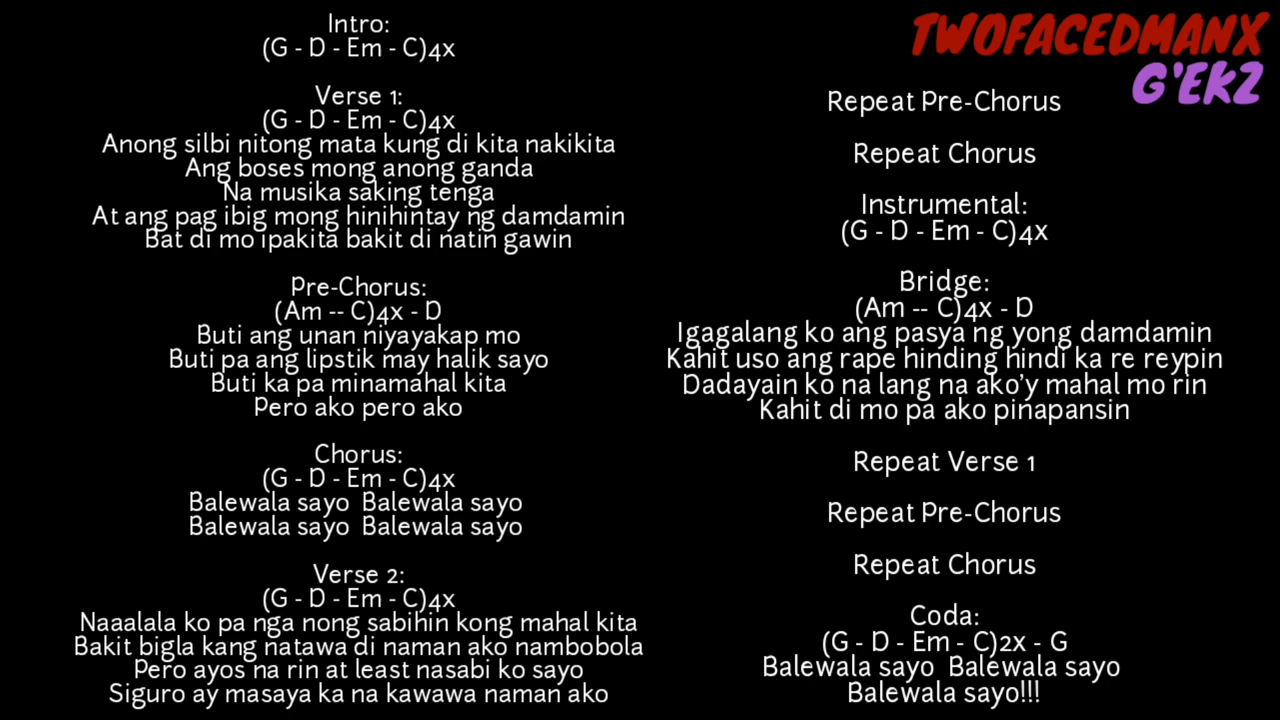 Intro:
(G - D - Em - C)4x
Verse 1:
(G - D - Em - C)4x
Anong silbi nitong mata kung di kita nakikita
Ang boses mong anong ganda
Na musika saking tenga
At ang pag ibig mong hinihintay ng damdamin
Bat di mo ipakita bakit di natin gawin
Pre-Chorus:
(Am -- C)4x - D
Buti ang unan niyayakap mo
Buti pa ang lipstik may halik sayo
Buti ka pa minamahal kita
Pero ako pero ako
Chorus:
(G - D - Em - C)4x
Balewala sayo  Balewala sayo
Balewala sayo  Balewala sayo
Verse 2:
(G - D - Em - C)4x
Naaalala ko pa nga nong sabihin kong mahal kita
Bakit bigla kang natawa di naman ako nambobola
Pero ayos na rin at least nasabi ko sayo
Siguro ay masaya ka na kawawa naman ako
TWOFACEDMANX
G'EKZ
Repeat Pre-Chorus
Repeat Chorus
Instrumental:
(G - D - Em - C)4x
Bridge:
(Am -- C)4x - D
Igagalang ko ang pasya ng yong damdamin
Kahit uso ang rape hinding hindi ka re reypin
Dadayain ko na lang na ako’y mahal mo rin
Kahit di mo pa ako pinapansin
Repeat Verse 1
Repeat Pre-Chorus
Repeat Chorus
Coda:
(G - D - Em - C)2x - G
Balewala sayo  Balewala sayo
Balewala sayo!!!